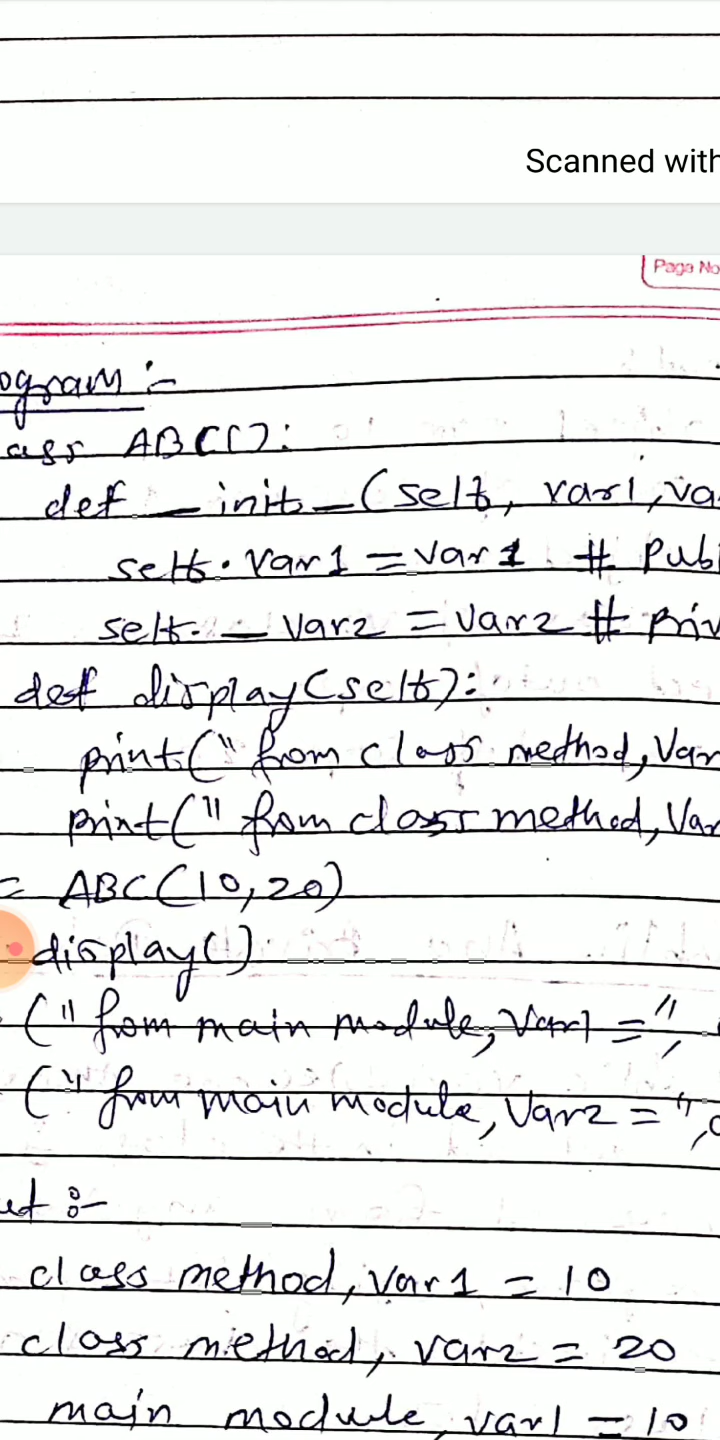 Scanned with
Page No
ogram :-
ass ABC():
def _init_(self, var1, va
self.var1 = var1 # Publ
self._var2 = var2 # Priv
def display(self):
print("from class method, Var
print(" from class method, Var
= ABC(10,20)
display()
(" from main module, Var1 =",
(" from main module, Var2 =",
ut :-
class method, var1 = 10
class method, var2 = 20
main module, var1 = 10